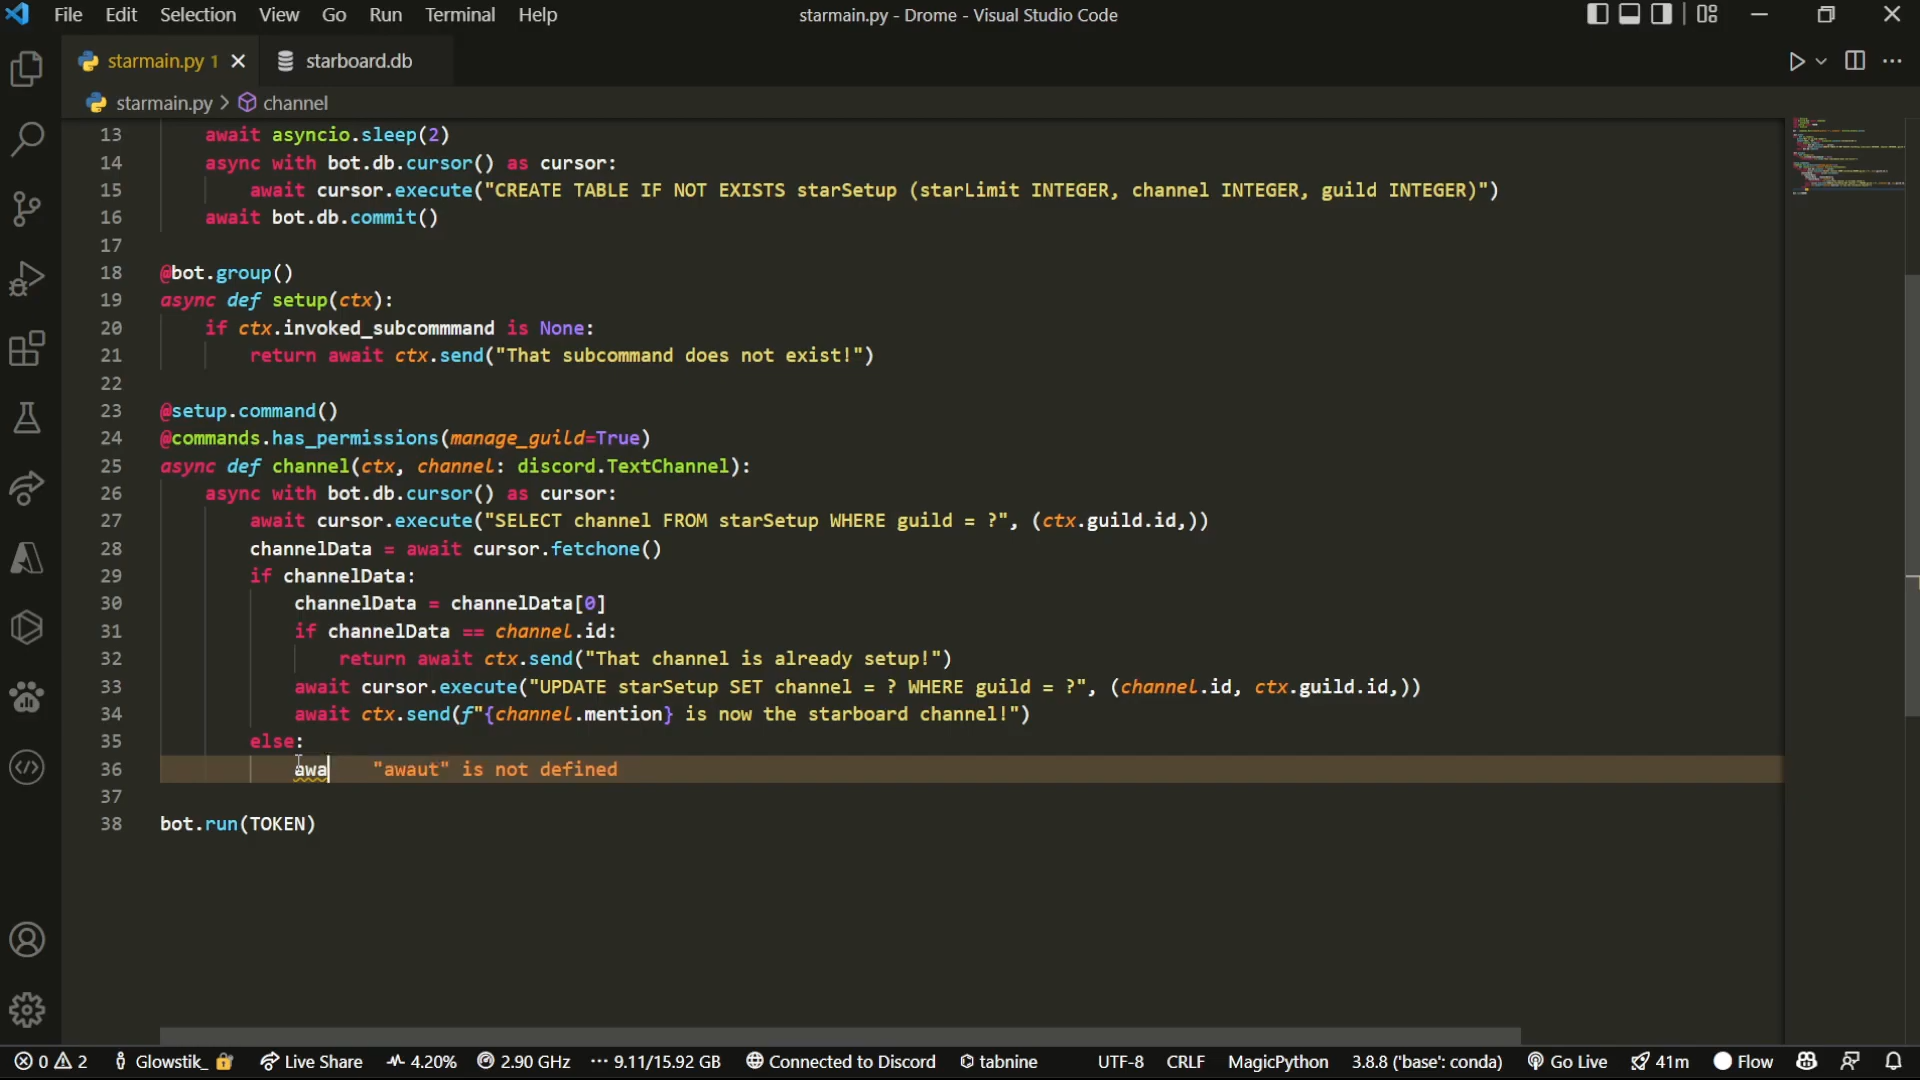 File Edit Selection View Go Run Terminal Help starmain.py - Drome - Visual Studio Code
starmain.py 1 starboard.db
starmain.py > channel
13 await asyncio.sleep(2)
14 async with bot.db.cursor() as cursor:
15 await cursor.execute("CREATE TABLE IF NOT EXISTS starSetup (starLimit INTEGER, channel INTEGER, guild INTEGER)")
16 await bot.db.commit()
17
18 @bot.group()
19 async def setup(ctx):
20 if ctx.invoked_subcommmand is None:
21 return await ctx.send("That subcommand does not exist!")
22
23 @setup.command()
24 @commands.has_permissions(manage_guild=True)
25 async def channel(ctx, channel: discord.TextChannel):
26 async with bot.db.cursor() as cursor:
27 await cursor.execute("SELECT channel FROM starSetup WHERE guild = ?", (ctx.guild.id,))
28 channelData = await cursor.fetchone()
29 if channelData:
30 channelData = channelData[0]
31 if channelData == channel.id:
32 return await ctx.send("That channel is already setup!")
33 await cursor.execute("UPDATE starSetup SET channel = ? WHERE guild = ?", (channel.id, ctx.guild.id,))
34 await ctx.send(f"{channel.mention} is now the starboard channel!")
35 else:
36 awa "awaut" is not defined
37
38 bot.run(TOKEN)
0 2 Glowstik_ Live Share 4.20% 2.90 GHz 9.11/15.92 GB Connected to Discord tabnine UTF-8 CRLF MagicPython 3.8.8 ('base': conda) Go Live 41m Flow